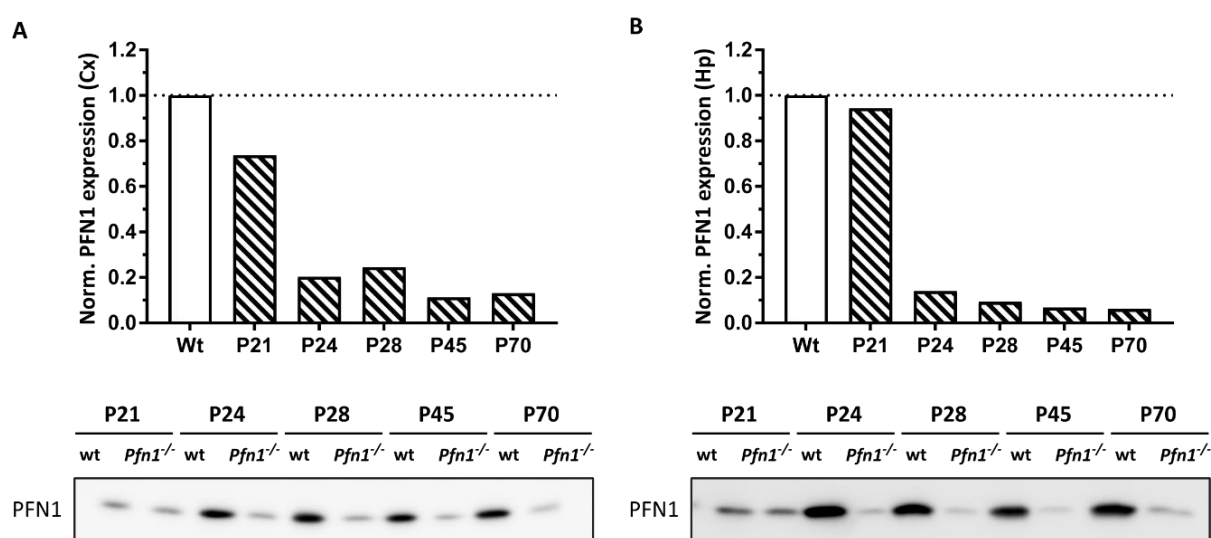 A
Norm. PFN1 expression (Cx)
1.2
1.0
0.8
0.6
0.4
0.2
0.0
Wt P21 P24 P28 P45 P70
P21 P24 P28 P45 P70
wt Pfn1-/- wt Pfn1-/- wt Pfn1-/- wt Pfn1-/- wt Pfn1-/-
PFN1
B
Norm. PFN1 expression (Hp)
1.2
1.0
0.8
0.6
0.4
0.2
0.0
Wt P21 P24 P28 P45 P70
P21 P24 P28 P45 P70
wt Pfn1-/- wt Pfn1-/- wt Pfn1-/- wt Pfn1-/- wt Pfn1-/-
PFN1